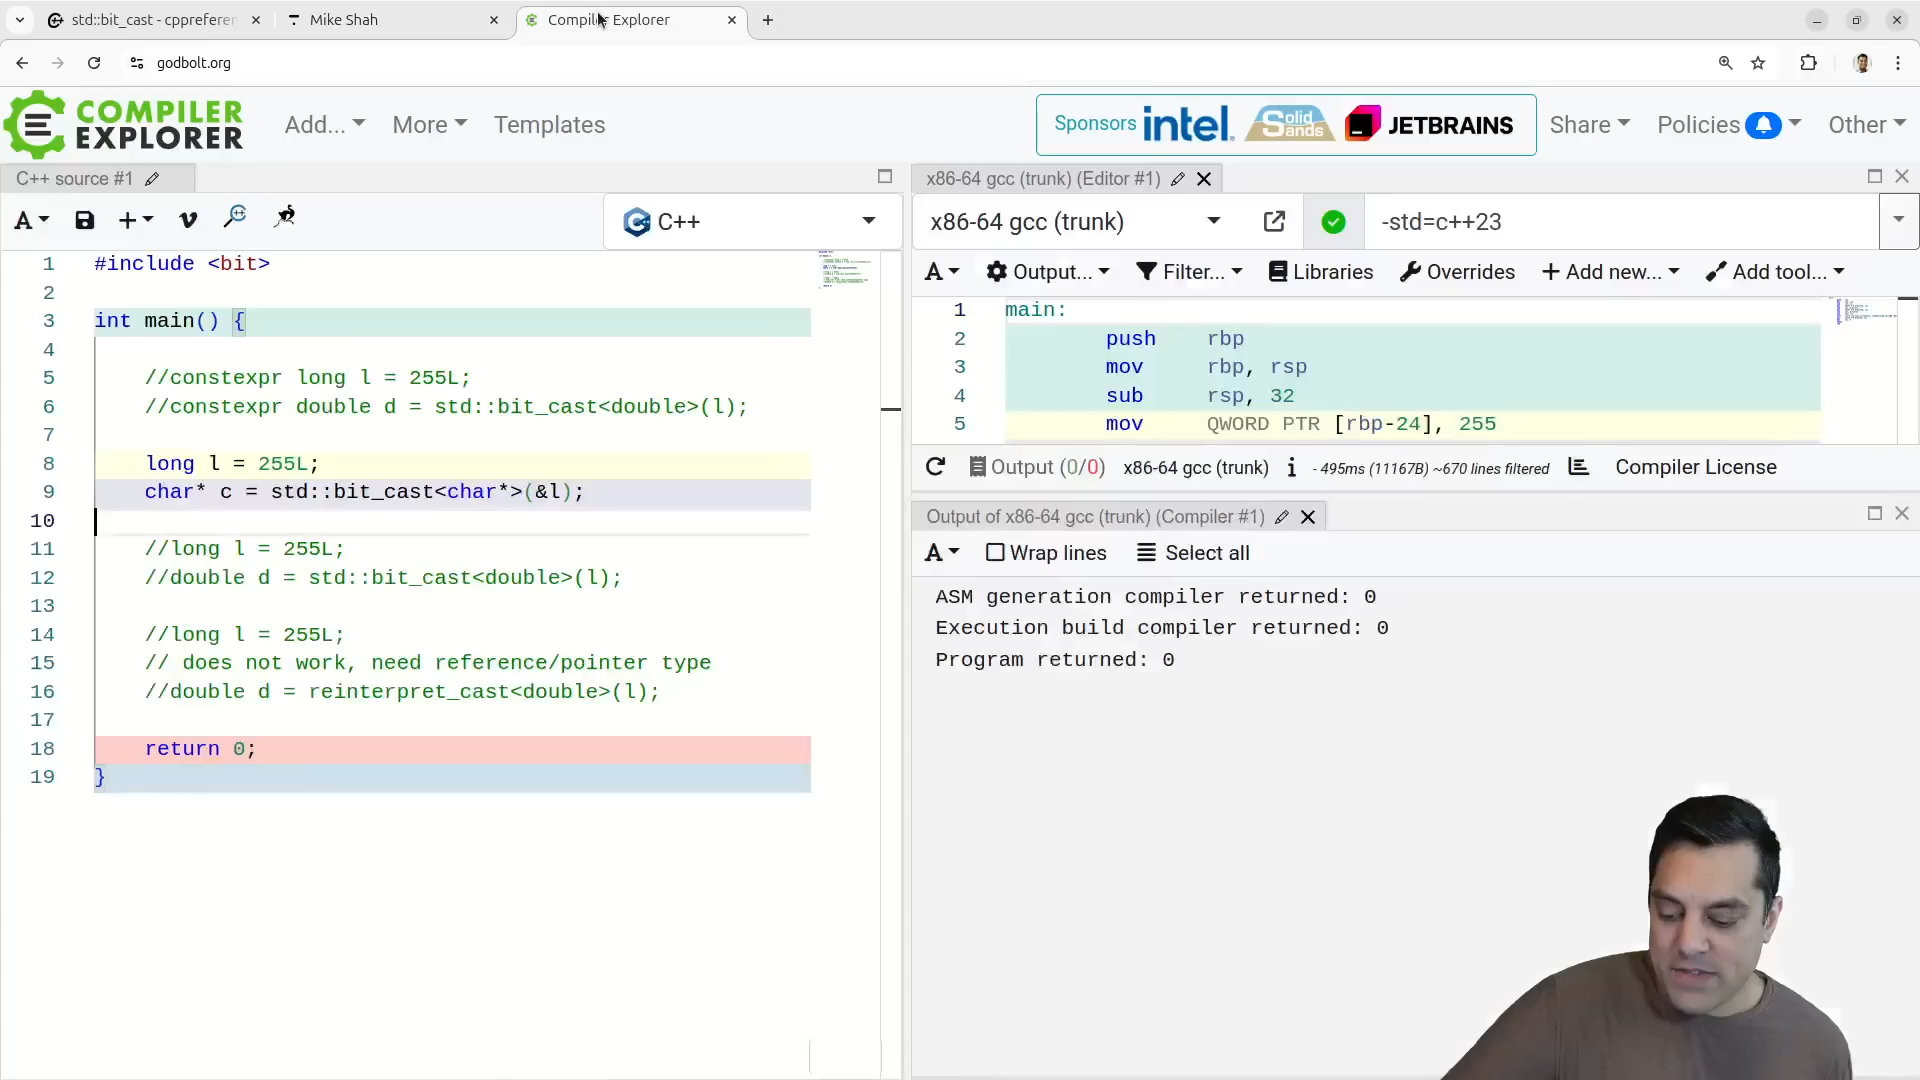 std::bit_cast - cpprefere
Mike Shah
Compiler Explorer
godbolt.org
COMPILER
EXPLORER
Add...
More
Templates
Sponsors
intel.
Solid
Sands
JETBRAINS
Share
Policies
Other
C++ source #1
A
C++
1 #include <bit>
2
3 int main() {
4
5 //constexpr long l = 255L;
6 //constexpr double d = std::bit_cast<double>(l);
7
8 long l = 255L;
9 char* c = std::bit_cast<char*>(&l);
10
11 //long l = 255L;
12 //double d = std::bit_cast<double>(l);
13
14 //long l = 255L;
15 // does not work, need reference/pointer type
16 //double d = reinterpret_cast<double>(l);
17
18 return 0;
19 }
x86-64 gcc (trunk) (Editor #1)
x86-64 gcc (trunk)
-std=c++23
A
Output...
Filter...
Libraries
Overrides
Add new...
Add tool...
1 main:
2 push rbp
3 mov rbp, rsp
4 sub rsp, 32
5 mov QWORD PTR [rbp-24], 255
Output (0/0) x86-64 gcc (trunk) i - 495ms (11167B) ~670 lines filtered Compiler License
Output of x86-64 gcc (trunk) (Compiler #1)
A
Wrap lines
Select all
ASM generation compiler returned: 0
Execution build compiler returned: 0
Program returned: 0